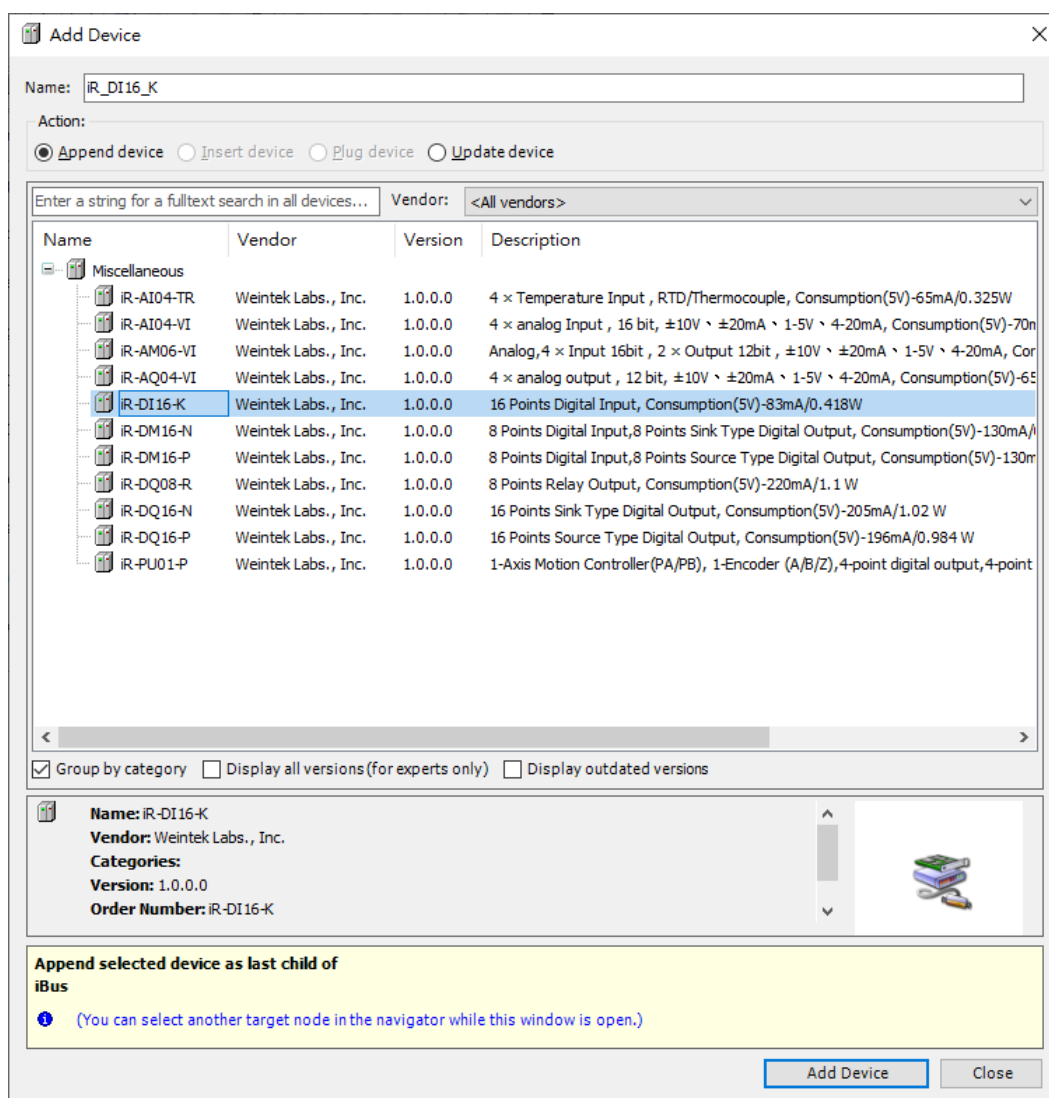 Add Device
Name: iR_DI16_K
Action:
Append device Insert device Plug device Update device
Enter a string for a fulltext search in all devices... Vendor: <All vendors>
Name Vendor Version Description
Miscellaneous
iR-AI04-TR Weintek Labs., Inc. 1.0.0.0 4 × Temperature Input , RTD/Thermocouple, Consumption(5V)-65mA/0.325W
iR-AI04-VI Weintek Labs., Inc. 1.0.0.0 4 × analog Input , 16 bit, ±10V、±20mA、1-5V、4-20mA, Consumption(5V)-70m
iR-AM06-VI Weintek Labs., Inc. 1.0.0.0 Analog,4 × Input 16bit , 2 × Output 12bit , ±10V、±20mA、1-5V、4-20mA, Cor
iR-AQ04-VI Weintek Labs., Inc. 1.0.0.0 4 × analog output , 12 bit, ±10V、±20mA、1-5V、4-20mA, Consumption(5V)-65
iR-DI16-K Weintek Labs., Inc. 1.0.0.0 16 Points Digital Input, Consumption(5V)-83mA/0.418W
iR-DM16-N Weintek Labs., Inc. 1.0.0.0 8 Points Digital Input,8 Points Sink Type Digital Output, Consumption(5V)-130mA/
iR-DM16-P Weintek Labs., Inc. 1.0.0.0 8 Points Digital Input,8 Points Source Type Digital Output, Consumption(5V)-130m
iR-DQ08-R Weintek Labs., Inc. 1.0.0.0 8 Points Relay Output, Consumption(5V)-220mA/1.1 W
iR-DQ16-N Weintek Labs., Inc. 1.0.0.0 16 Points Sink Type Digital Output, Consumption(5V)-205mA/1.02 W
iR-DQ16-P Weintek Labs., Inc. 1.0.0.0 16 Points Source Type Digital Output, Consumption(5V)-196mA/0.984 W
iR-PU01-P Weintek Labs., Inc. 1.0.0.0 1-Axis Motion Controller(PA/PB), 1-Encoder (A/B/Z),4-point digital output,4-point
Group by category Display all versions (for experts only) Display outdated versions
Name: iR-DI16-K
Vendor: Weintek Labs., Inc.
Categories:
Version: 1.0.0.0
Order Number: iR-DI16-K
Append selected device as last child of
iBus
(You can select another target node in the navigator while this window is open.)
Add Device Close